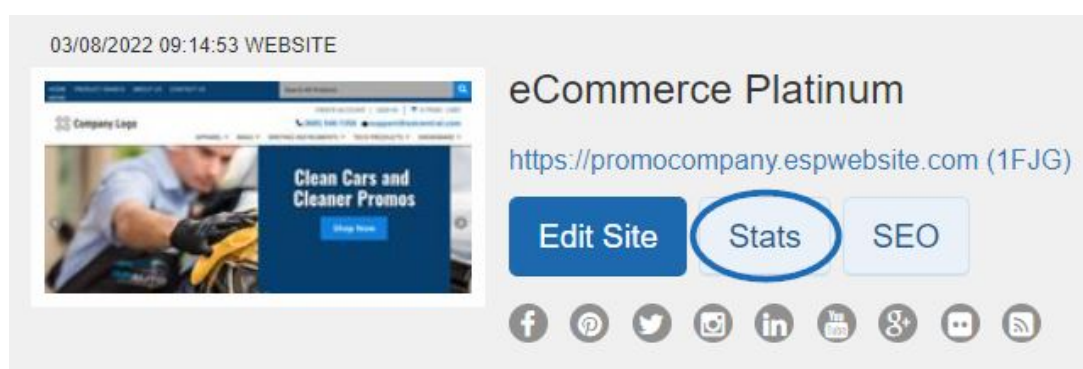 03/08/2022 09:14:53 WEBSITE
Company Logo
Clean Cars and
Cleaner Promos
Shop Now
eCommerce Platinum
https://promocompany.espwebsite.com (1FJG)
Edit Site
Stats
SEO